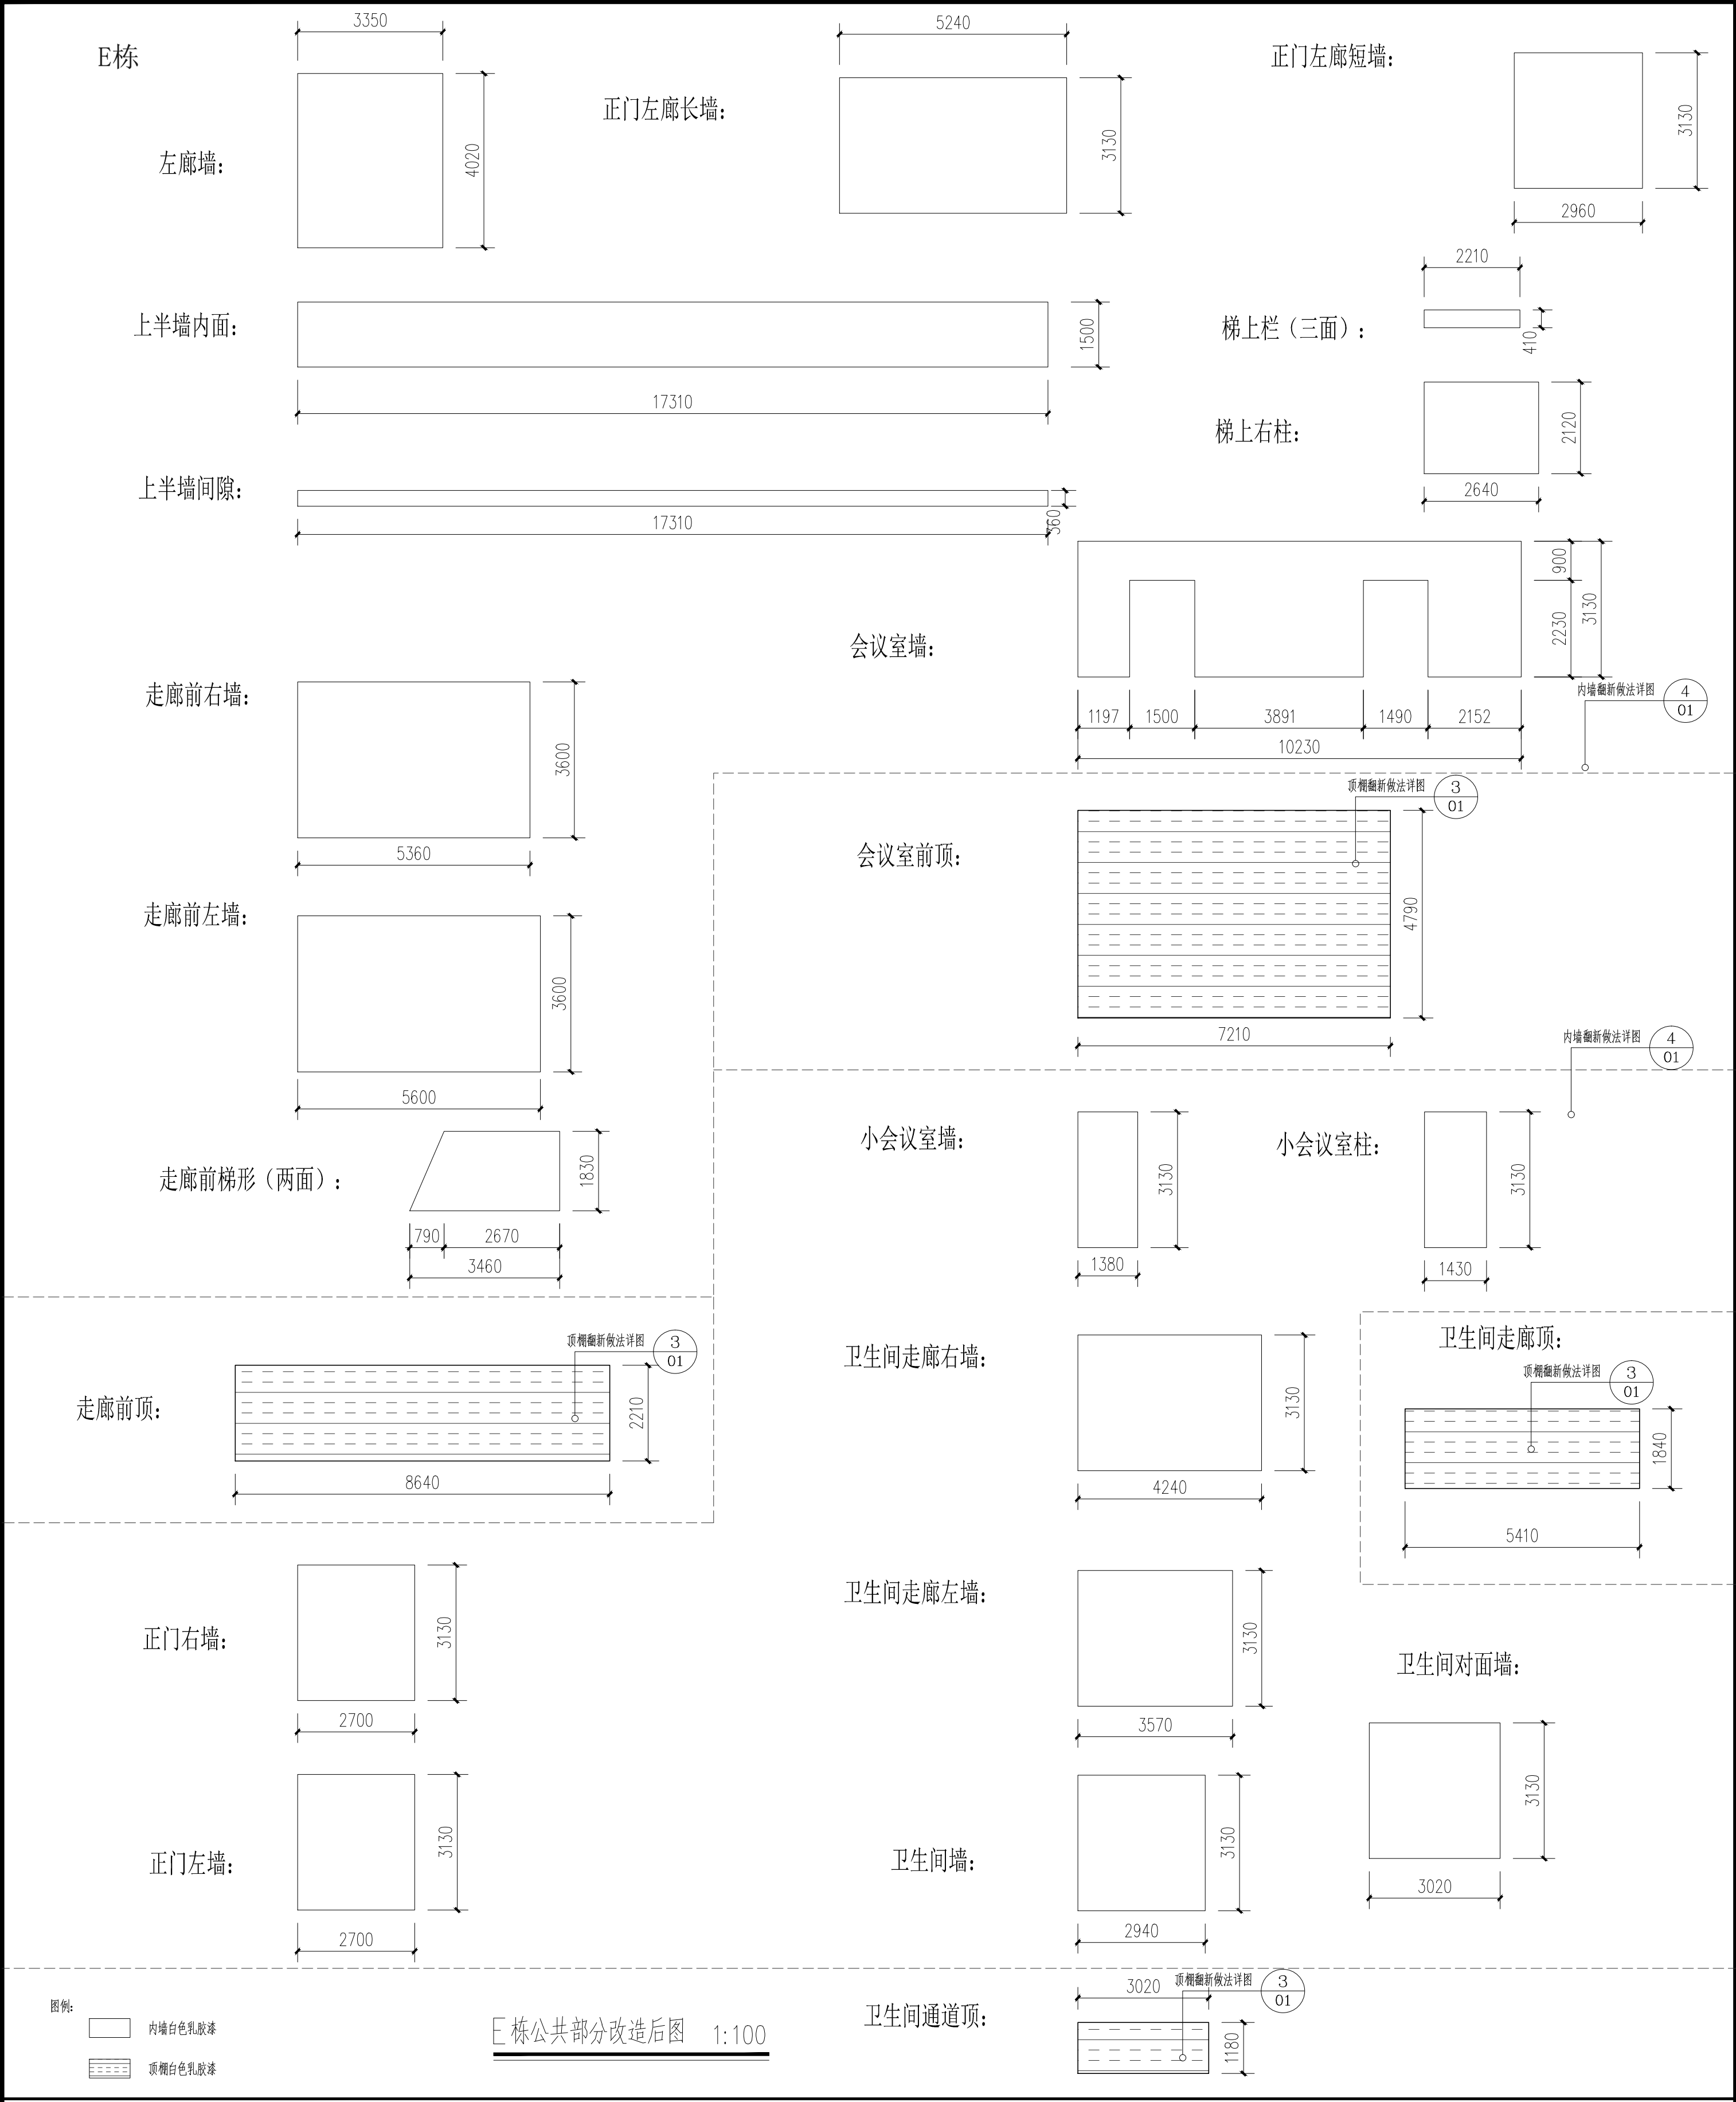 E栋
3350
4020
左廊墙：
5240
正门左廊长墙：
3130
正门左廊短墙：
3130
2960
上半墙内面：
1500
17310
2210
梯上栏（三面）：
410
梯上右柱：
2120
2640
上半墙间隙：
17310
360
会议室墙：
900
2230
3130
1197
1500
3891
1490
2152
10230
内墙翻新做法详图
4
01
走廊前右墙：
3600
5360
顶棚翻新做法详图
3
01
会议室前顶：
4790
7210
走廊前左墙：
3600
5600
内墙翻新做法详图
4
01
走廊前梯形（两面）：
1830
790
2670
3460
小会议室墙：
3130
1380
小会议室柱：
3130
1430
顶棚翻新做法详图
3
01
走廊前顶：
2210
8640
卫生间走廊右墙：
3130
4240
卫生间走廊顶：
顶棚翻新做法详图
3
01
1840
5410
正门右墙：
3130
2700
卫生间走廊左墙：
3130
3570
卫生间对面墙：
3130
3020
正门左墙：
3130
2700
卫生间墙：
3130
2940
图例：
内墙白色乳胶漆
顶棚白色乳胶漆
E栋公共部分改造后图 1:100
卫生间通道顶：
3020
顶棚翻新做法详图
3
01
1180